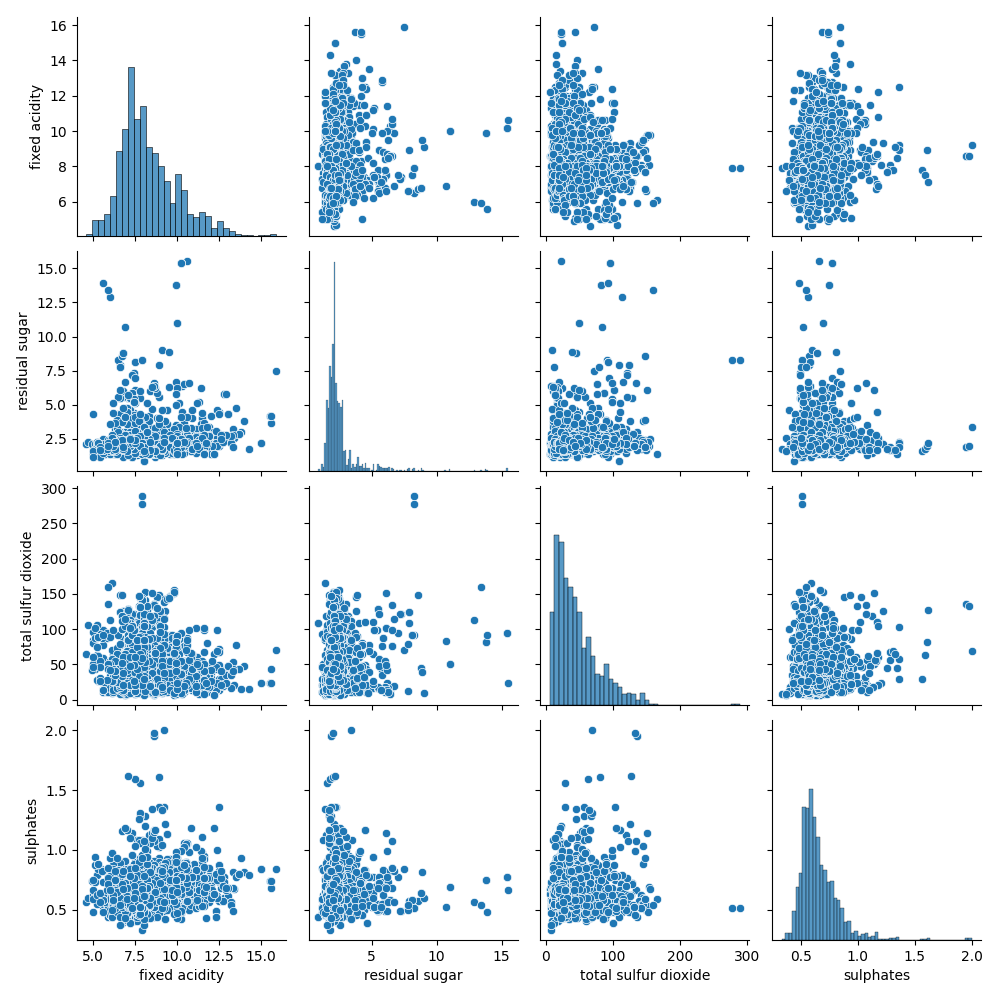 16
14
12
10
8
6
fixed acidity
15.0
12.5
10.0
7.5
5.0
2.5
residual sugar
300
250
200
150
100
50
0
total sulfur dioxide
2.0
1.5
1.0
0.5
sulphates
5.0 7.5 10.0 12.5 15.0
fixed acidity
5 10 15
residual sugar
0 100 200 300
total sulfur dioxide
0.5 1.0 1.5 2.0
sulphates